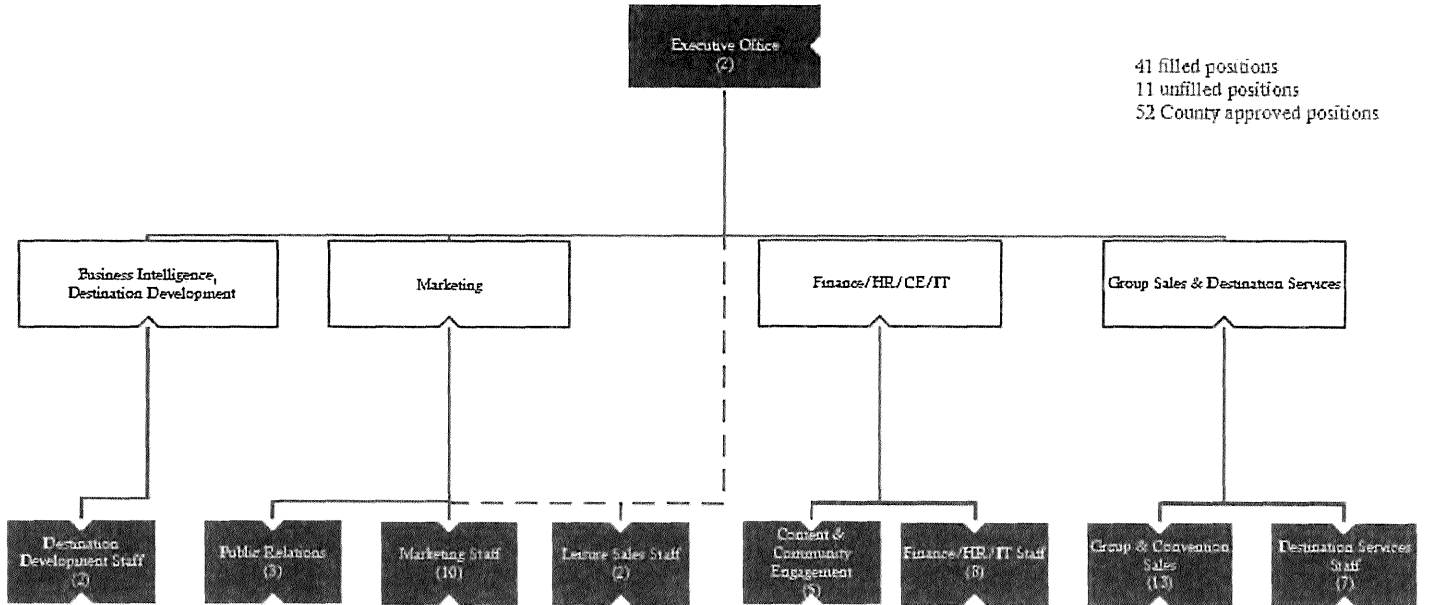 Executive Office
(2)
41 filled positions
11 unfilled positions
52 County approved positions
Business Intelligence,
Destination Development
Marketing
Finance/HR/CE/IT
Group Sales & Destination Services
Destination
Development Staff
(2)
Public Relations
(3)
Marketing Staff
(10)
Leisure Sales Staff
(2)
Content &
Community
Engagement
(5)
Finance/HR/IT Staff
(8)
Group & Convention
Sales
(13)
Destination Services
Staff
(7)